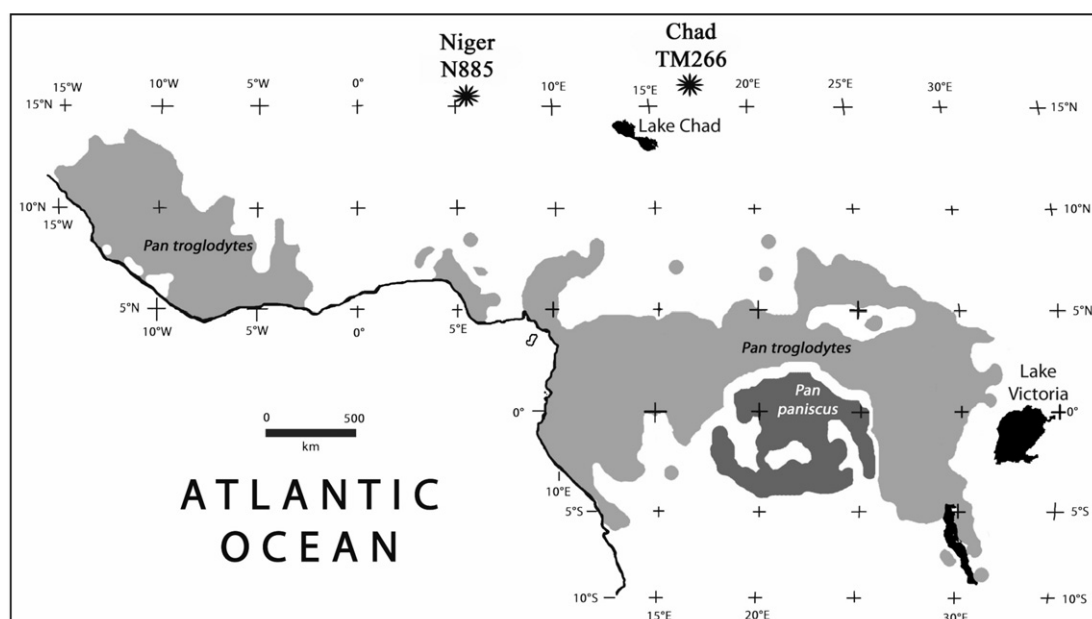 Niger
N885
Chad
TM266
15°W
10°W
5°W
0°
5°E
10°E
15°E
20°E
25°E
30°E
15°N
15°N
Lake Chad
10°N
10°N
15°W
Pan troglodytes
5°N
5°N
10°W
5°W
0°
5°E
Pan troglodytes
Lake
Victoria
Pan
paniscus
0 500
km
0°
0°
ATLANTIC
OCEAN
10°E
5°S
5°S
10°S
10°S
15°E
20°E
30°E